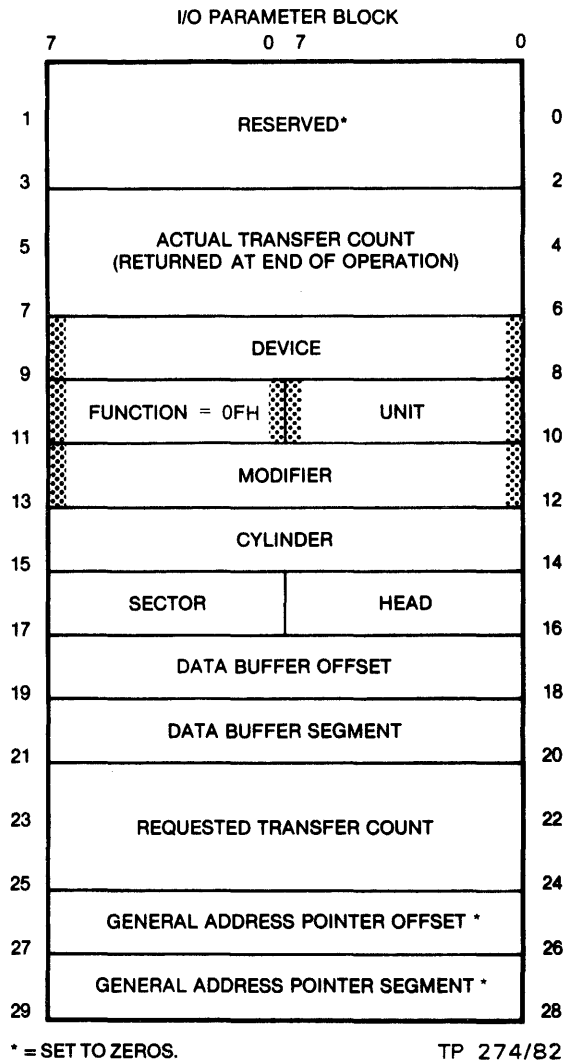 I/O PARAMETER BLOCK
7 0 7 0
1 RESERVED* 0
3 2
5 ACTUAL TRANSFER COUNT 4
(RETURNED AT END OF OPERATION)
7 6
DEVICE
9 8
FUNCTION = 0FH UNIT
11 10
MODIFIER
13 12
CYLINDER
15 14
SECTOR HEAD
17 16
DATA BUFFER OFFSET
19 18
DATA BUFFER SEGMENT
21 20
23 REQUESTED TRANSFER COUNT 22
25 24
GENERAL ADDRESS POINTER OFFSET *
27 26
GENERAL ADDRESS POINTER SEGMENT *
29 28
* = SET TO ZEROS. TP 274/82